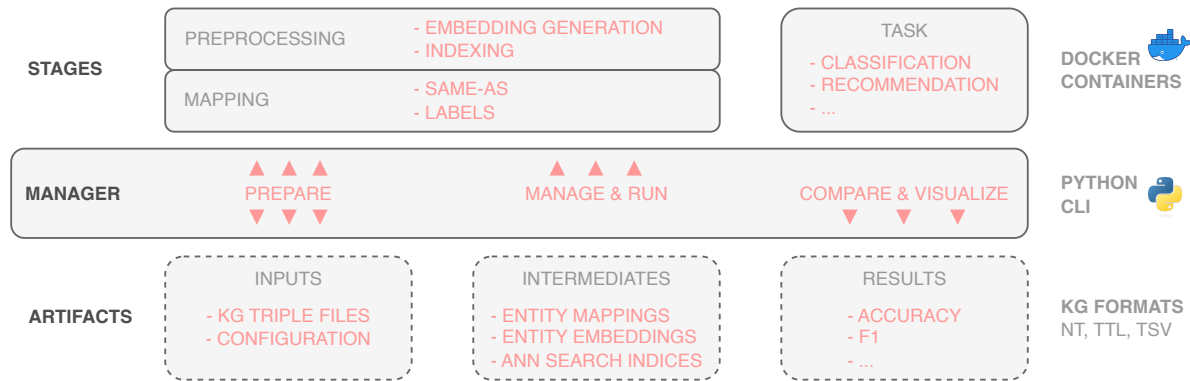 STAGES
PREPROCESSING
- EMBEDDING GENERATION
- INDEXING
MAPPING
- SAME-AS
- LABELS
TASK
- CLASSIFICATION
- RECOMMENDATION
- ...
DOCKER
CONTAINERS
MANAGER
PREPARE
MANAGE & RUN
COMPARE & VISUALIZE
PYTHON
CLI
ARTIFACTS
INPUTS
- KG TRIPLE FILES
- CONFIGURATION
INTERMEDIATES
- ENTITY MAPPINGS
- ENTITY EMBEDDINGS
- ANN SEARCH INDICES
RESULTS
- ACCURACY
- F1
- ...
KG FORMATS
NT, TTL, TSV